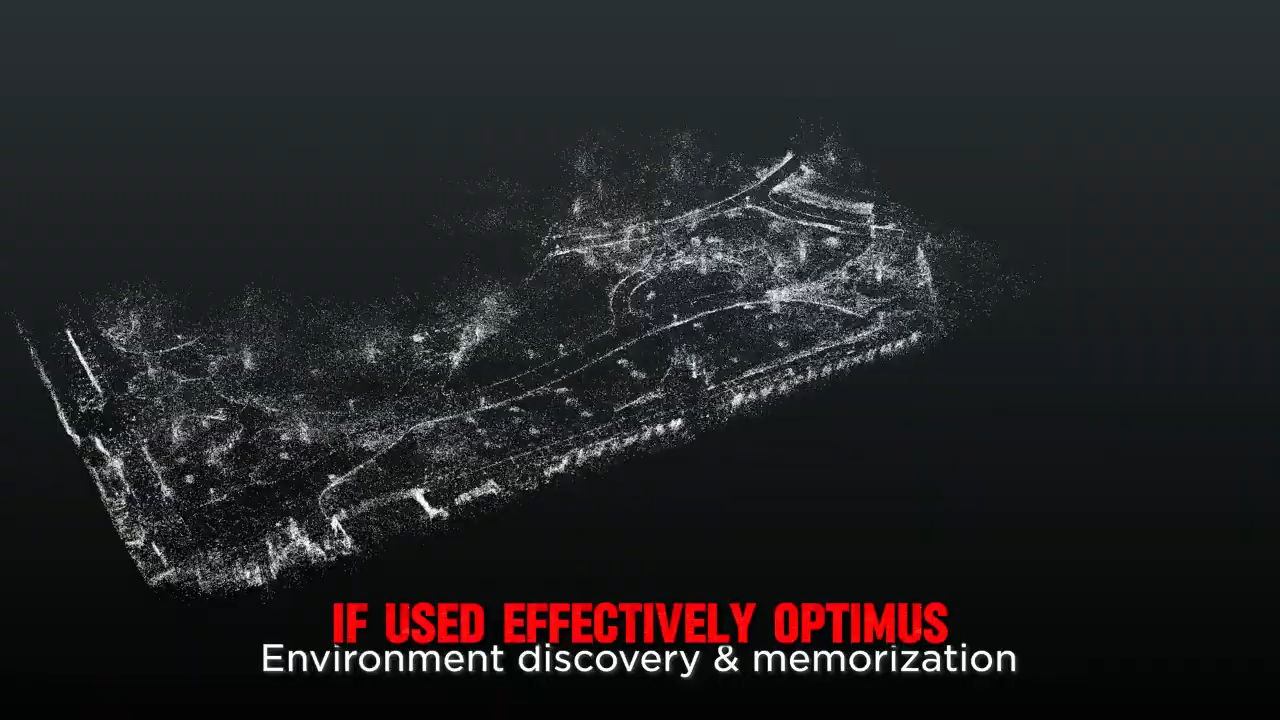 IF USED EFFECTIVELY OPTIMUS
Environment discovery & memorization